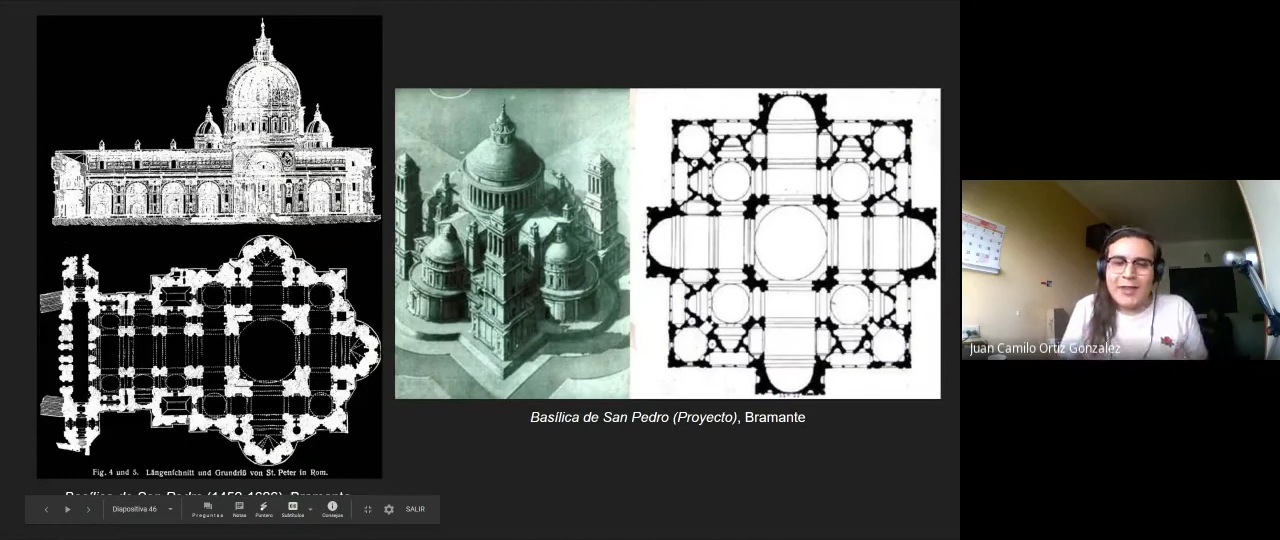 Fig. 4 und 5. Längenſchnitt und Grundriß von St. Peter in Rom.
Basílica de San Pedro (Proyecto), Bramante
Juan Camilo Ortiz Gonzalez
Diapositiva 46
Preguntas
Notas
Puntero
Subtítulos
Consejos
SALIR